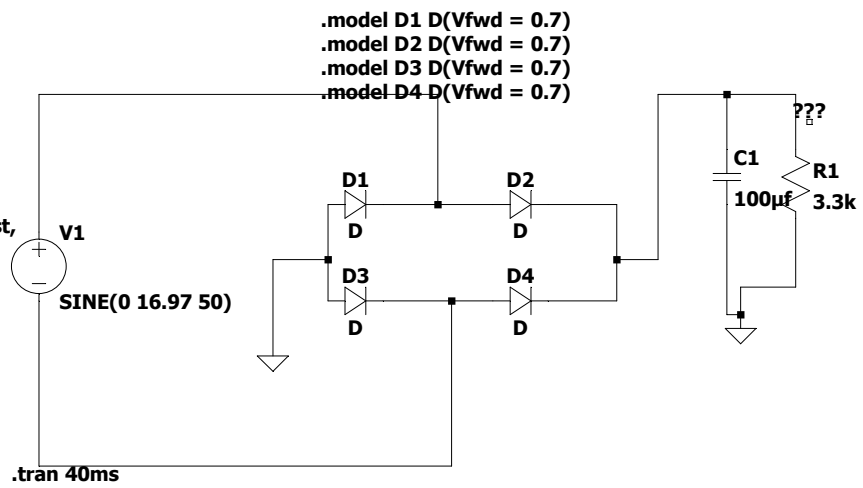 .model D1 D(Vfwd = 0.7)
.model D2 D(Vfwd = 0.7)
.model D3 D(Vfwd = 0.7)
.model D4 D(Vfwd = 0.7)
???
D1
D2
C1
R1
D
D
100µf
3.3k
st,
V1
D3
D4
SINE(0 16.97 50)
D
D
.tran 40ms